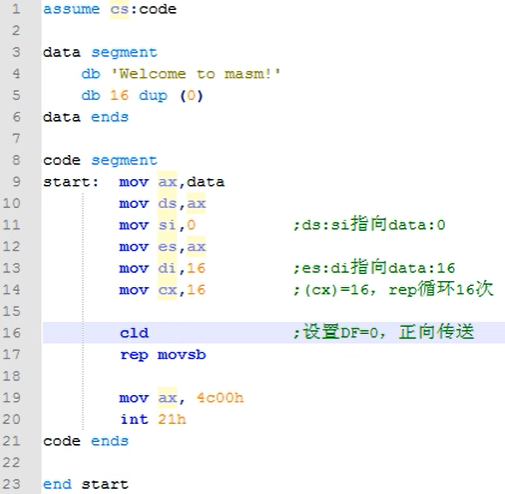 1 assume cs:code
2
3 data segment
4     db 'Welcome to masm!'
5     db 16 dup (0)
6 data ends
7
8 code segment
9 start:  mov ax,data
10         mov ds,ax
11         mov si,0          ;ds:si指向data:0
12         mov es,ax
13         mov di,16         ;es:di指向data:16
14         mov cx,16         ;(cx)=16，rep循环16次
15
16         cld               ;设置DF=0，正向传送
17         rep movsb
18
19         mov ax, 4c00h
20         int 21h
21 code ends
22
23 end start